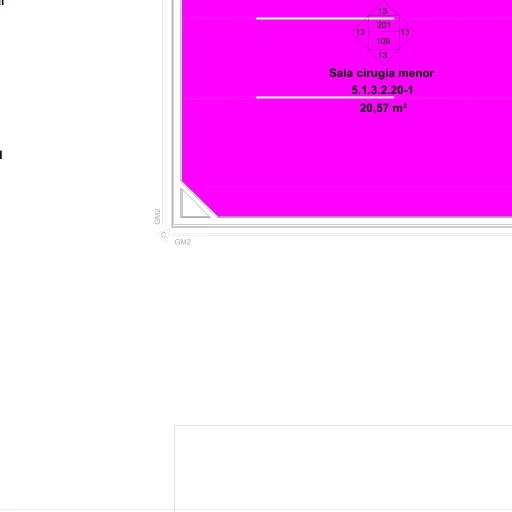 13
201
13 13
109
13
Sala cirugía menor
5.1.3.2.20-1
20,57 m²
GM2
C
GM2